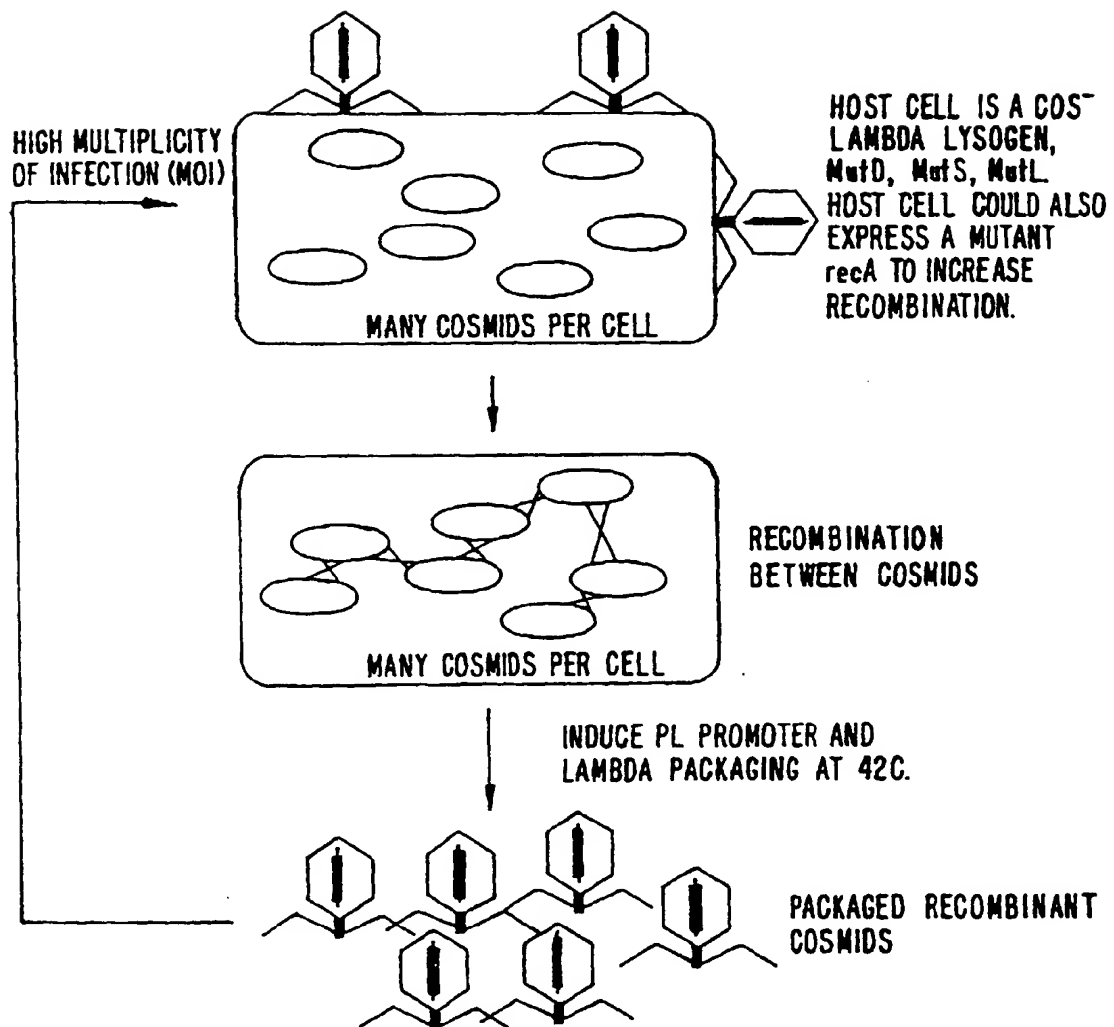 HIGH MULTIPLICITY
OF INFECTION (MOI)
HOST CELL IS A COS⁻
LAMBDA LYSOGEN,
MutD, MutS, MutL.
HOST CELL COULD ALSO
EXPRESS A MUTANT
recA TO INCREASE
RECOMBINATION.
MANY COSMIDS PER CELL
RECOMBINATION
BETWEEN COSMIDS
MANY COSMIDS PER CELL
INDUCE PL PROMOTER AND
LAMBDA PACKAGING AT 42C.
PACKAGED RECOMBINANT
COSMIDS